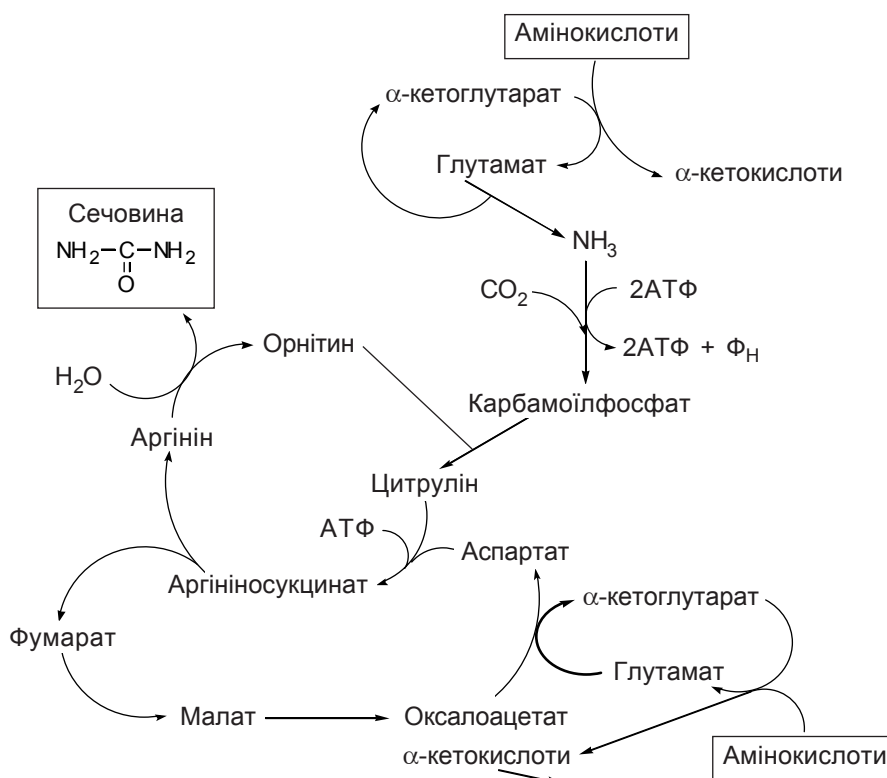 Амінокислоти
α-кетоглутарат
Глутамат
α-кетокислоти
Сечовина
NH₂–C–NH₂
O
NH₃
CO₂
2АТФ
2АТФ + Ф_Н
Орнітин
H₂O
Карбамоїлфосфат
Аргінін
Цитрулін
АТФ
Аспартат
Аргініносукцинат
α-кетоглутарат
Фумарат
Глутамат
Малат
Оксалоацетат
α-кетокислоти
Амінокислоти